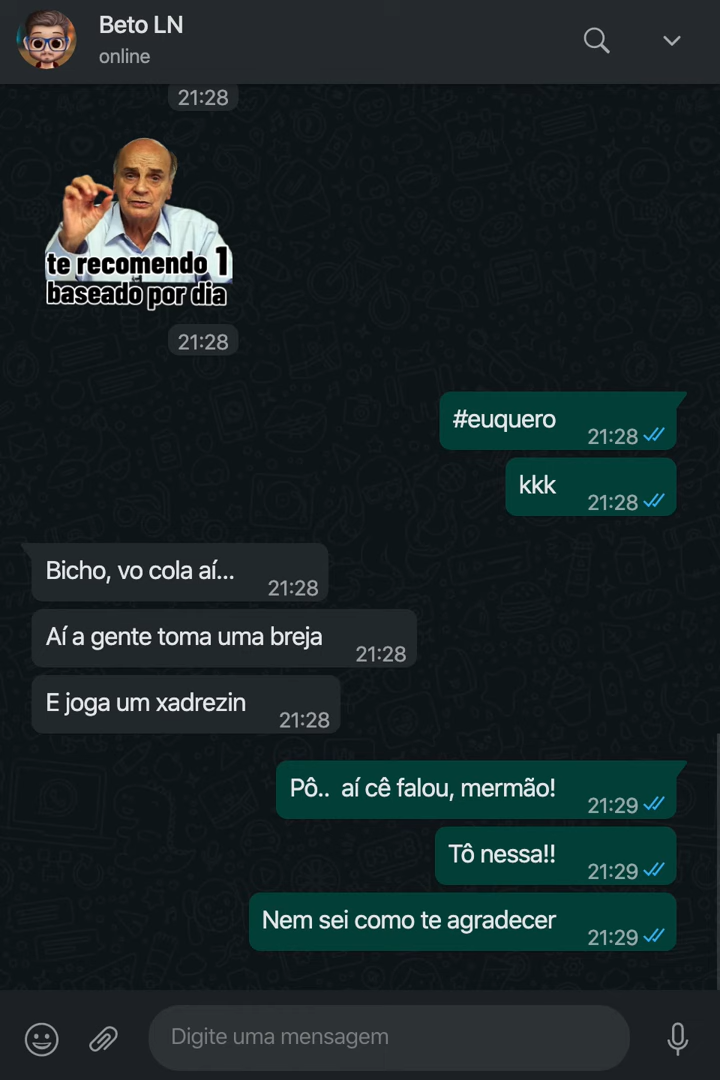 Beto LN
online
21:28
te recomendo 1
baseado por dia
21:28
#euquero
21:28
kkk
21:28
Bicho, vo cola aí...
21:28
Aí a gente toma uma breja
21:28
E joga um xadrezin
21:28
Pô.. aí cê falou, mermão!
21:29
Tô nessa!!
21:29
Nem sei como te agradecer
21:29
Digite uma mensagem